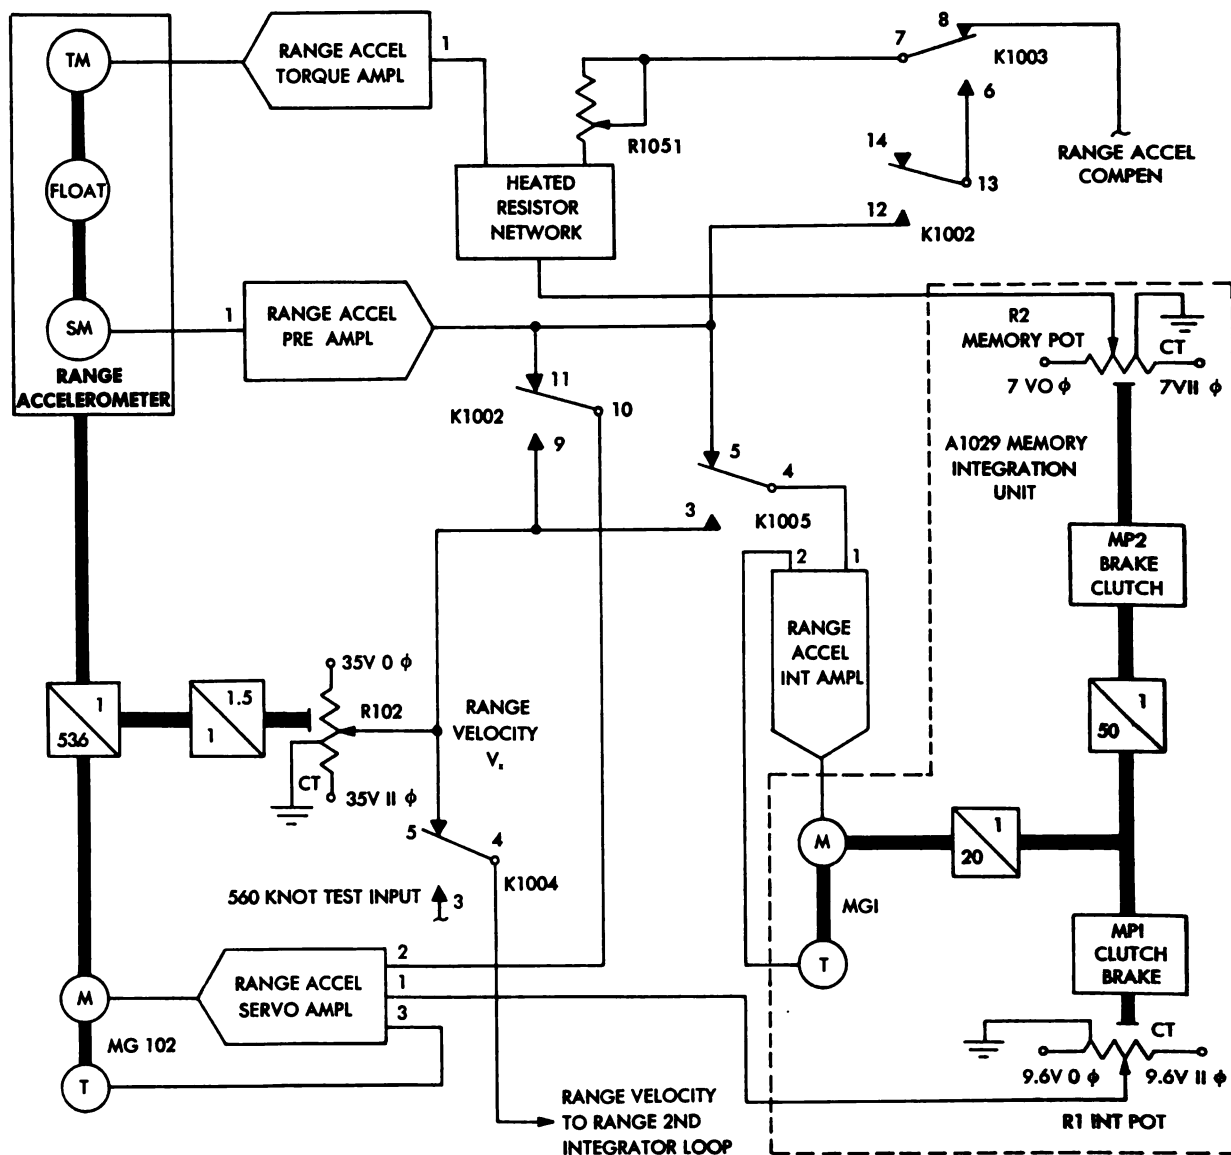 TM
FLOAT
SM
RANGE
ACCELEROMETER
RANGE ACCEL
TORQUE AMPL
1
R1051
HEATED
RESISTOR
NETWORK
7
8
K1003
6
14
13
12
K1002
RANGE ACCEL
COMPEN
1
RANGE ACCEL
PRE AMPL
11
K1002
10
9
5
4
3
K1005
R2
MEMORY POT
CT
7 VO ϕ
7VII ϕ
A1029 MEMORY
INTEGRATION
UNIT
MP2
BRAKE
CLUTCH
2
1
RANGE
ACCEL
INT AMPL
1
536
1.5
1
35V 0 ϕ
R102
CT
35V II ϕ
RANGE
VELOCITY
1
50
5
4
K1004
560 KNOT TEST INPUT
3
M
MGI
T
1
20
MP1
CLUTCH
BRAKE
M
MG 102
T
RANGE ACCEL
SERVO AMPL
2
1
3
CT
9.6V 0 ϕ
9.6V II ϕ
R1 INT POT
RANGE VELOCITY
TO RANGE 2ND
INTEGRATOR LOOP